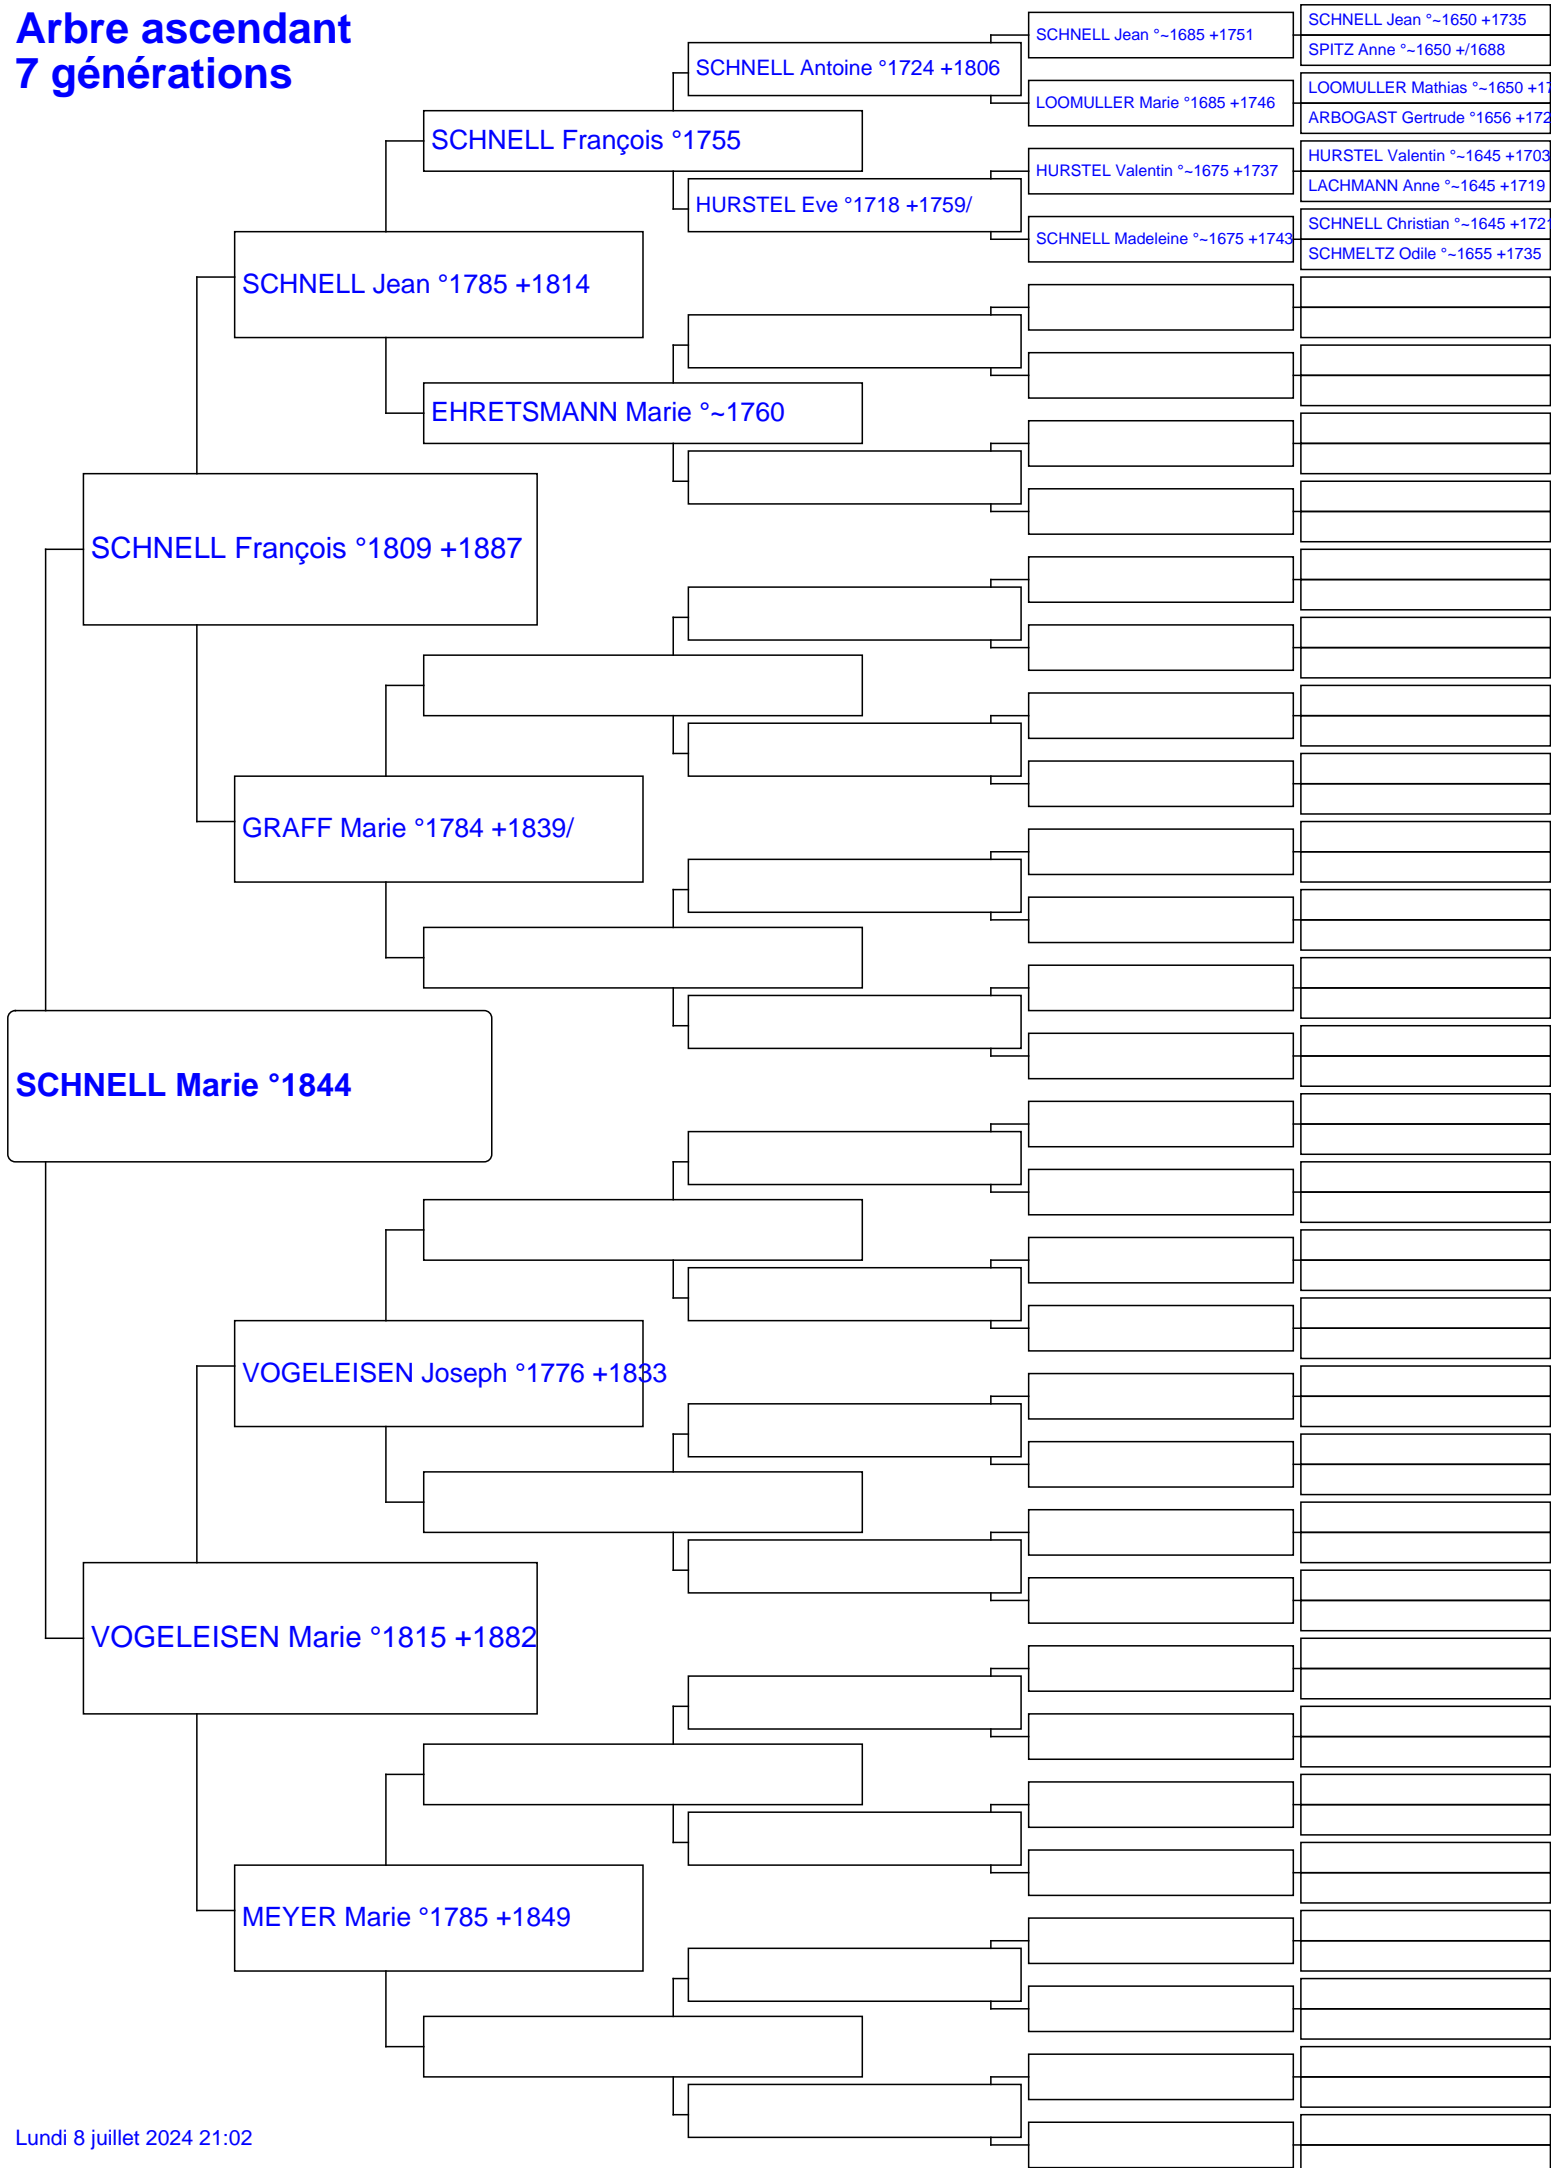 Arbre ascendant
7 générations
SCHNELL Marie °1844
SCHNELL François °1809 +1887
VOGELEISEN Marie °1815 +1882
SCHNELL Jean °1785 +1814
GRAFF Marie °1784 +1839/
VOGELEISEN Joseph °1776 +1833
MEYER Marie °1785 +1849
SCHNELL François °1755
EHRETSMANN Marie °~1760
SCHNELL Antoine °1724 +1806
HURSTEL Eve °1718 +1759/
SCHNELL Jean °~1685 +1751
LOOMULLER Marie °1685 +1746
HURSTEL Valentin °~1675 +1737
SCHNELL Madeleine °~1675 +1743
SCHNELL Jean °~1650 +1735
SPITZ Anne °~1650 +/1688
LOOMULLER Mathias °~1650 +17
ARBOGAST Gertrude °1656 +172
HURSTEL Valentin °~1645 +1703
LACHMANN Anne °~1645 +1719
SCHNELL Christian °~1645 +1721
SCHMELTZ Odile °~1655 +1735
Lundi 8 juillet 2024 21:02